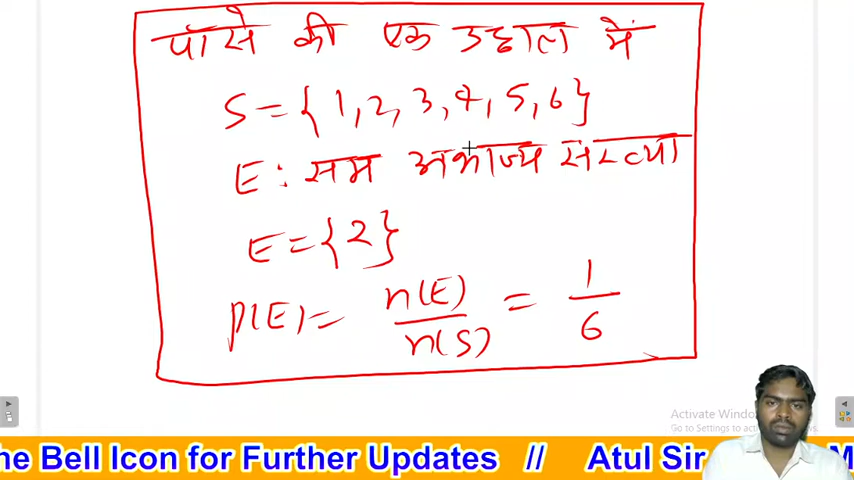 पाँसे की एक उछाल में
S = { 1, 2, 3, 4, 5, 6 }
E : सम अभाज्य संख्या
E = { 2 }
P(E) = n(E)/n(S) = 1/6
Activate Windo
Go to Settings to acti
he Bell Icon for Further Updates // Atul Sir M